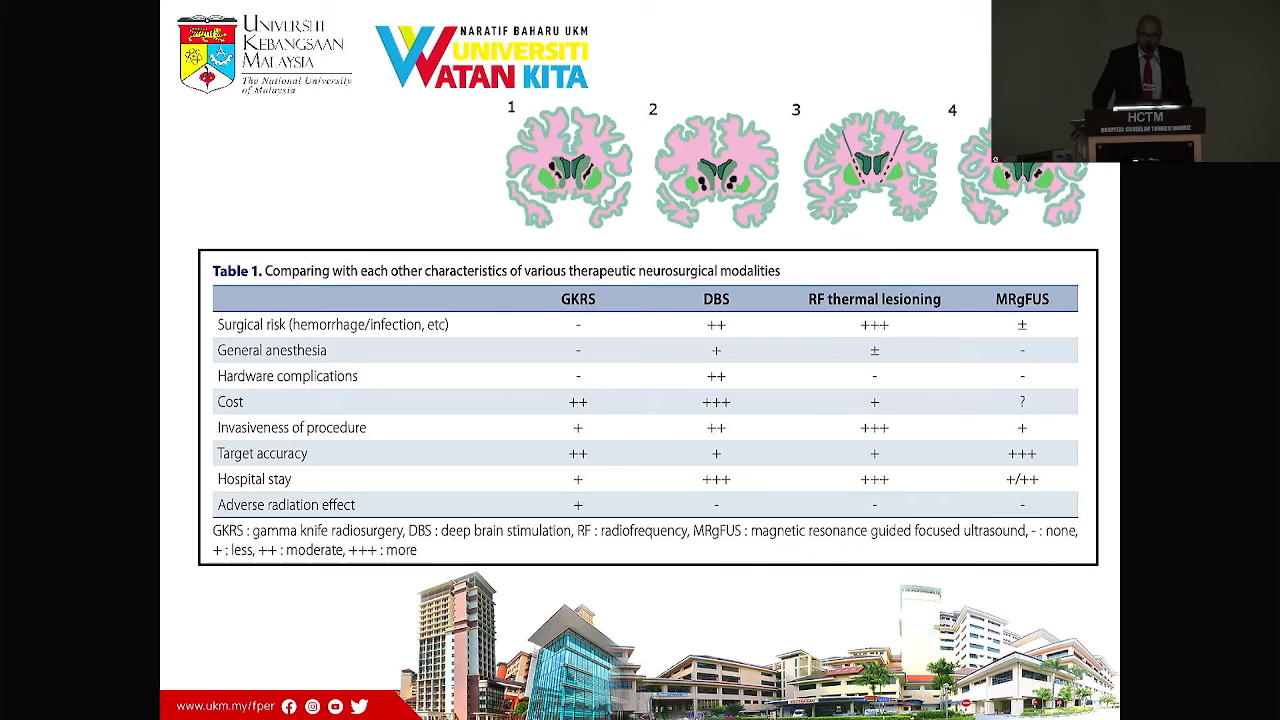 UNIVERSITI
KEBANGSAAN
MALAYSIA
The National University
of Malaysia
NARATIF BAHARU UKM
UNIVERSITI
WATAN KITA
1 2 3 4
HCTM
Table 1. Comparing with each other characteristics of various therapeutic neurosurgical modalities
GKRS DBS RF thermal lesioning MRgFUS
Surgical risk (hemorrhage/infection, etc) - ++ +++ ±
General anesthesia - + ± -
Hardware complications - ++ - -
Cost ++ +++ + ?
Invasiveness of procedure + ++ +++ +
Target accuracy ++ + + +++
Hospital stay + +++ +++ +/++
Adverse radiation effect + - - -
GKRS : gamma knife radiosurgery, DBS : deep brain stimulation, RF : radiofrequency, MRgFUS : magnetic resonance guided focused ultrasound, - : none,
+ : less, ++ : moderate, +++ : more
www.ukm.my/fper